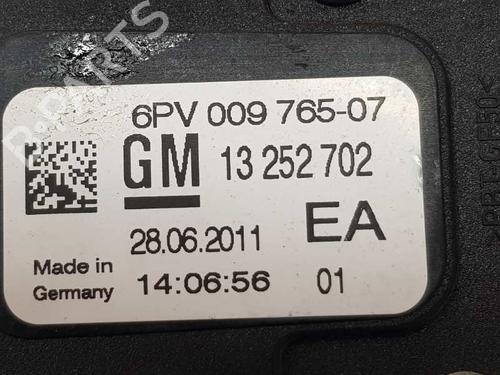 6PV 009 765-07
GM 13 252 702
28.06.2011 EA
Made in Germany 14:06:56 01
B-PARTS